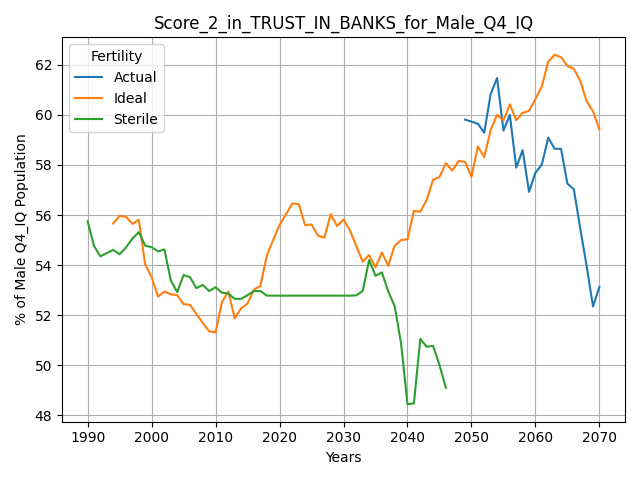 Score_2_in_TRUST_IN_BANKS_for_Male_Q4_IQ
Fertility
Actual
Ideal
Sterile
% of Male Q4_IQ Population
62
60
58
56
54
52
50
48
1990 2000 2010 2020 2030 2040 2050 2060 2070
Years